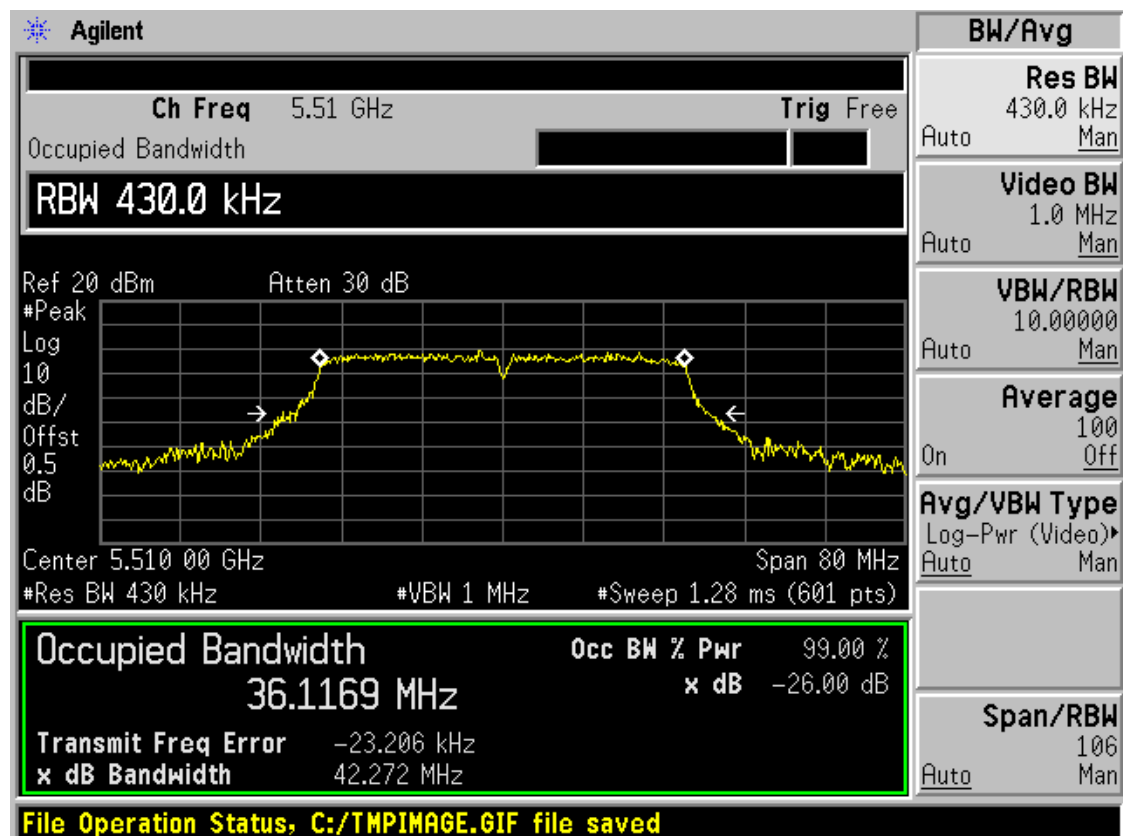 Agilent
BW/Avg
Ch Freq 5.51 GHz Trig Free
Occupied Bandwidth
RBW 430.0 kHz
Ref 20 dBm Atten 30 dB
#Peak
Log
10
dB/
Offst
0.5
dB
Center 5.510 00 GHz Span 80 MHz
#Res BW 430 kHz #VBW 1 MHz #Sweep 1.28 ms (601 pts)
Occupied Bandwidth
36.1169 MHz
Occ BW % Pwr 99.00 %
x dB -26.00 dB
Transmit Freq Error -23.206 kHz
x dB Bandwidth 42.272 MHz
Res BW
430.0 kHz
Auto Man
Video BW
1.0 MHz
Auto Man
VBW/RBW
10.00000
Auto Man
Average
100
On Off
Avg/VBW Type
Log-Pwr (Video)
Auto Man
Span/RBW
106
Auto Man
File Operation Status, C:/TMPIMAGE.GIF file saved